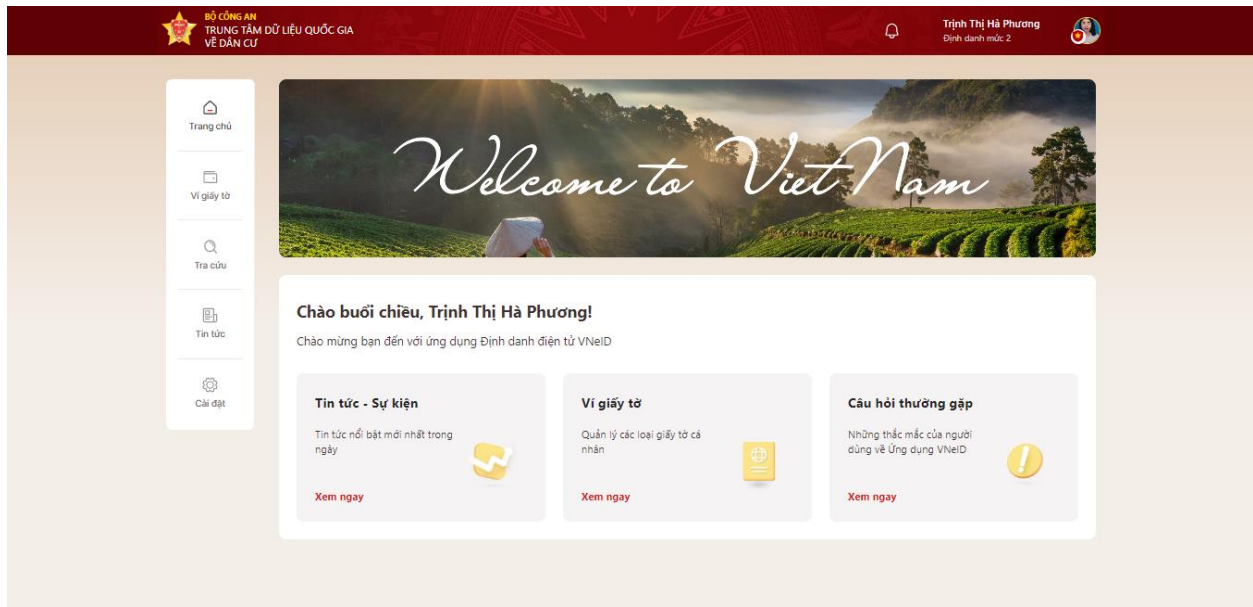 BỘ CÔNG AN
TRUNG TÂM DỮ LIỆU QUỐC GIA
VỀ DÂN CƯ
Trịnh Thị Hà Phương
Định danh mức 2
Trang chủ
Ví giấy tờ
Tra cứu
Tin tức
Cài đặt
Welcome to VietNam
Chào buổi chiều, Trịnh Thị Hà Phương!
Chào mừng bạn đến với ứng dụng Định danh điện tử VNeID
Tin tức - Sự kiện
Tin tức nổi bật mới nhất trong
ngày
Xem ngay
Ví giấy tờ
Quản lý các loại giấy tờ cá
nhân
Xem ngay
Câu hỏi thường gặp
Những thắc mắc của người
dùng về Ứng dụng VNeID
Xem ngay